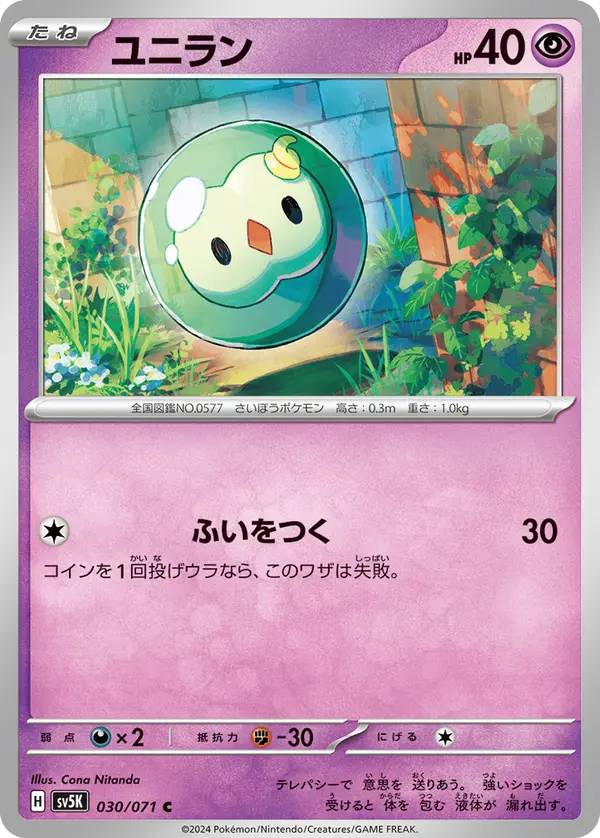 たね ユニラン HP40
全国図鑑NO.0577 さいぼうポケモン 高さ:0.3m 重さ:1.0kg
ふいをつく 30
コインを1回投げウラなら、このワザは失敗。
弱点 ×2 抵抗力 -30 にげる
Illus. Cona Nitanda
H sv5K 030/071 C
テレパシーで 意思を 送りあう。 強いショックを
受けると 体を 包む 液体が 漏れ出す。
©2024 Pokémon/Nintendo/Creatures/GAME FREAK.